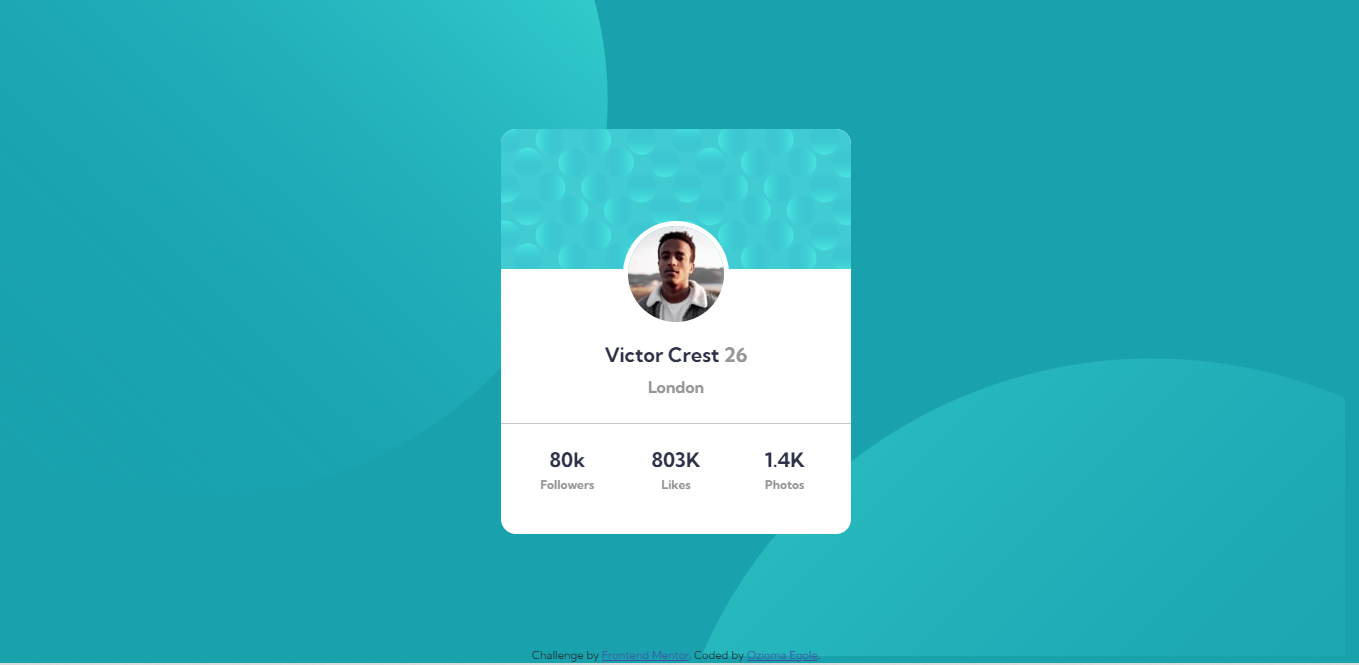 Victor Crest 26
London
80k 803K 1.4K
Followers Likes Photos
Challenge by Frontend Mentor. Coded by Ozioma Egole.